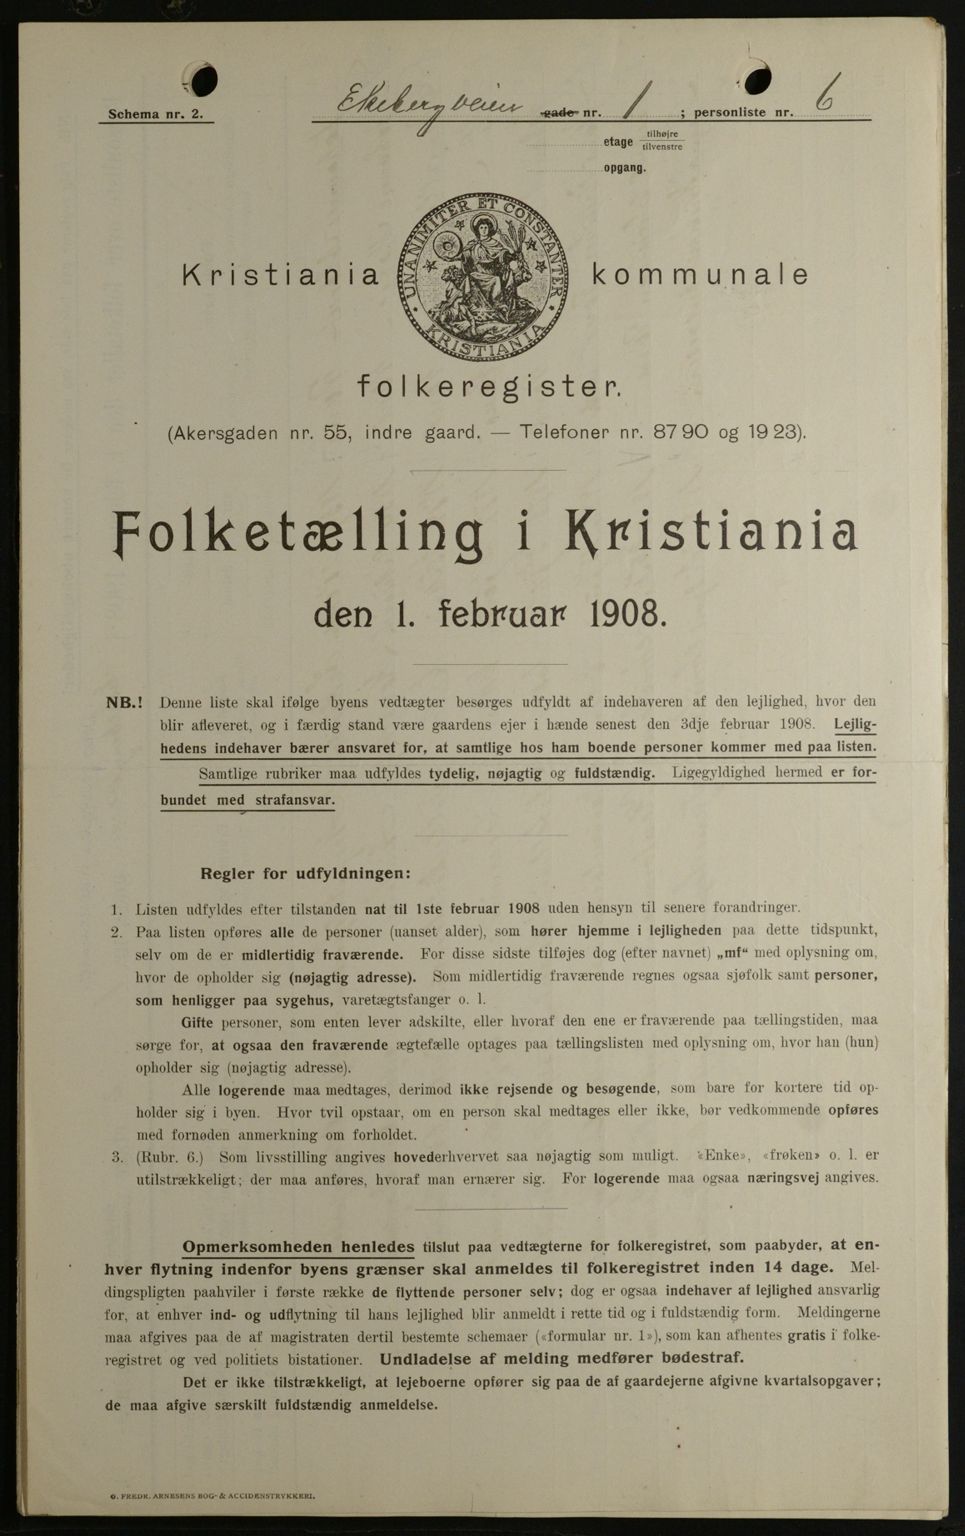 Schema nr. 2.
Ekebergveien gade nr. 1 ; personliste nr. 6
etage tilhøjre
tilvenstre
opgang.
UNANIMITER ET CONSTANTER
KRISTIANIA
Kristiania kommunale
folkeregister.
(Akersgaden nr. 55, indre gaard. — Telefoner nr. 87 90 og 19 23).
Folketælling i Kristiania
den 1. februar 1908.
NB.! Denne liste skal ifølge byens vedtægter besørges udfyldt af indehaveren af den lejlighed, hvor den
blir afleveret, og i færdig stand være gaardens ejer i hænde senest den 3dje februar 1908. Lejlig-
hedens indehaver bærer ansvaret for, at samtlige hos ham boende personer kommer med paa listen.
Samtlige rubriker maa udfyldes tydelig, nøjagtig og fuldstændig. Ligegyldighed hermed er for-
bundet med strafansvar.
Regler for udfyldningen:
1. Listen udfyldes efter tilstanden nat til 1ste februar 1908 uden hensyn til senere forandringer.
2. Paa listen opføres alle de personer (uanset alder), som hører hjemme i lejligheden paa dette tidspunkt,
selv om de er midlertidig fraværende. For disse sidste tilføjes dog (efter navnet) „mf“ med oplysning om,
hvor de opholder sig (nøjagtig adresse). Som midlertidig fraværende regnes ogsaa sjøfolk samt personer,
som henligger paa sygehus, varetægtsfanger o. l.
Gifte personer, som enten lever adskilte, eller hvoraf den ene er fraværende paa tællingstiden, maa
sørge for, at ogsaa den fraværende ægtefælle optages paa tællingslisten med oplysning om, hvor han (hun)
opholder sig (nøjagtig adresse).
Alle logerende maa medtages, derimod ikke rejsende og besøgende, som bare for kortere tid op-
holder sig i byen. Hvor tvil opstaar, om en person skal medtages eller ikke, bør vedkommende opføres
med fornøden anmerkning om forholdet.
3. (Rubr. 6.) Som livsstilling angives hovederhvervet saa nøjagtig som muligt. «Enke», «frøken» o. l. er
utilstrækkeligt; der maa anføres, hvoraf man ernærer sig. For logerende maa ogsaa næringsvej angives.
Opmerksomheden henledes tilslut paa vedtægterne for folkeregistret, som paabyder, at en-
hver flytning indenfor byens grænser skal anmeldes til folkeregistret inden 14 dage. Mel-
dingspligten paahviler i første række de flyttende personer selv; dog er ogsaa indehaver af lejlighed ansvarlig
for, at enhver ind- og udflytning til hans lejlighed blir anmeldt i rette tid og i fuldstændig form. Meldingerne
maa afgives paa de af magistraten dertil bestemte schemaer («formular nr. 1»), som kan afhentes gratis i folke-
registret og ved politiets bistationer. Undladelse af melding medfører bødestraf.
Det er ikke tilstrækkeligt, at lejeboerne opfører sig paa de af gaardejerne afgivne kvartalsopgaver;
de maa afgive særskilt fuldstændig anmeldelse.
O. FREDR. ARNESENS BOG- & ACCIDENSTRYKKERI.